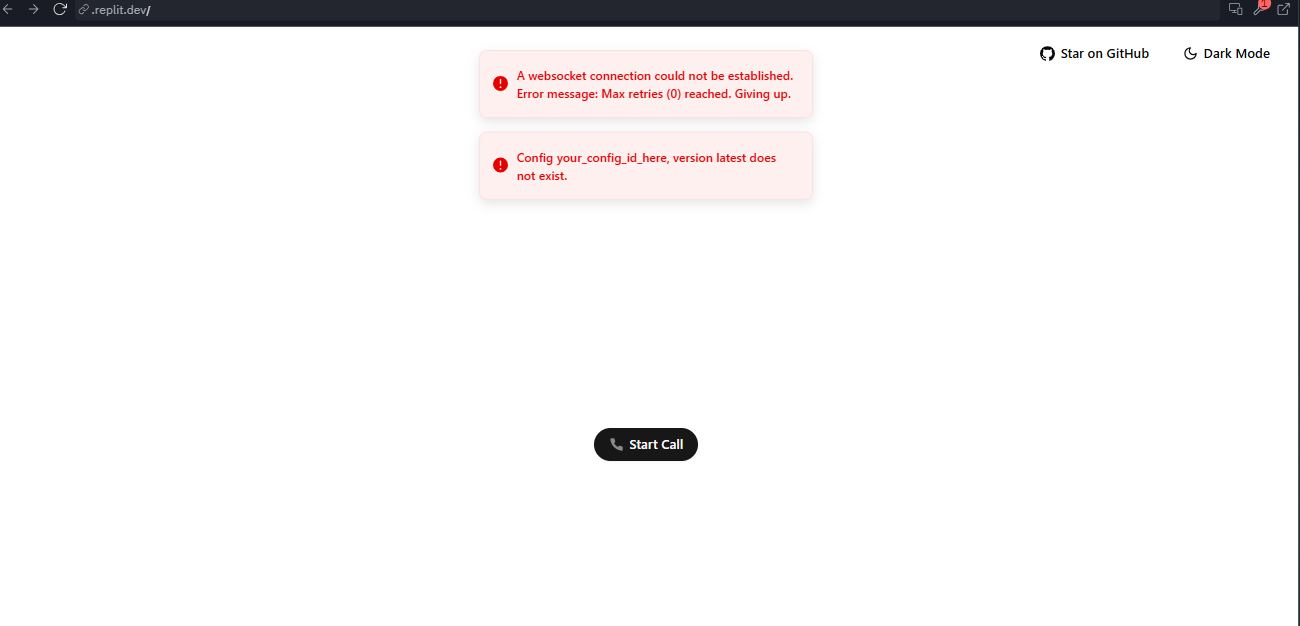 .replit.dev/
1
Star on GitHub
Dark Mode
A websocket connection could not be established.
Error message: Max retries (0) reached. Giving up.
Config your_config_id_here, version latest does
not exist.
Start Call